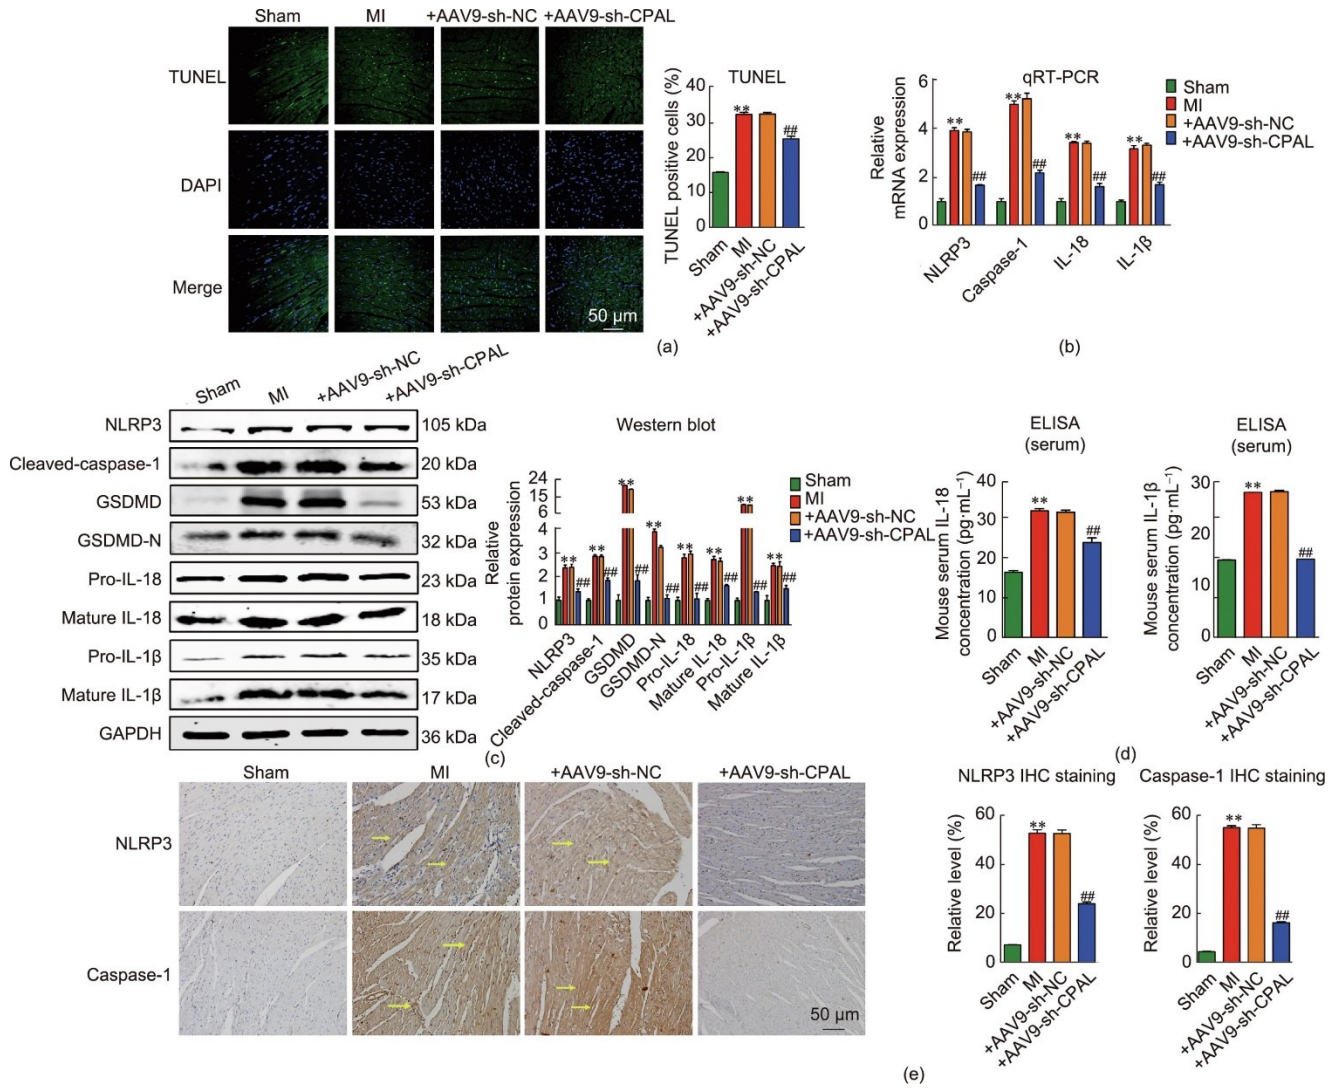 Sham MI +AAV9-sh-NC +AAV9-sh-CPAL
TUNEL
DAPI
Merge
50 μm
TUNEL
TUNEL positive cells (%)
40
30
20
10
0
**
##
Sham
MI
+AAV9-sh-NC
+AAV9-sh-CPAL
(a)
qRT-PCR
Relative
mRNA expression
6
4
2
0
** ** ** **
## ## ## ##
NLRP3
Caspase-1
IL-18
IL-1β
Sham
MI
+AAV9-sh-NC
+AAV9-sh-CPAL
(b)
Sham MI +AAV9-sh-NC +AAV9-sh-CPAL
NLRP3 105 kDa
Cleaved-caspase-1 20 kDa
GSDMD 53 kDa
GSDMD-N 32 kDa
Pro-IL-18 23 kDa
Mature IL-18 18 kDa
Pro-IL-1β 35 kDa
Mature IL-1β 17 kDa
GAPDH 36 kDa
Western blot
Relative
protein expression
24
15
6
4
3
2
1
0
** ** ** ** ** ** ** **
## ## ## ## ## ## ## ##
NLRP3
Cleaved-caspase-1
GSDMD
GSDMD-N
Pro-IL-18
Mature IL-18
Pro-IL-1β
Mature IL-1β
Sham
MI
+AAV9-sh-NC
+AAV9-sh-CPAL
(c)
ELISA
(serum)
Mouse serum IL-18
concentration (pg·mL⁻¹)
40
30
20
10
0
**
##
Sham
MI
+AAV9-sh-NC
+AAV9-sh-CPAL
ELISA
(serum)
Mouse serum IL-1β
concentration (pg·mL⁻¹)
30
20
10
0
**
##
Sham
MI
+AAV9-sh-NC
+AAV9-sh-CPAL
(d)
Sham MI +AAV9-sh-NC +AAV9-sh-CPAL
NLRP3
Caspase-1
50 μm
NLRP3 IHC staining
Relative level (%)
60
40
20
0
**
##
Sham
MI
+AAV9-sh-NC
+AAV9-sh-CPAL
Caspase-1 IHC staining
Relative level (%)
60
40
20
0
**
##
Sham
MI
+AAV9-sh-NC
+AAV9-sh-CPAL
(e)